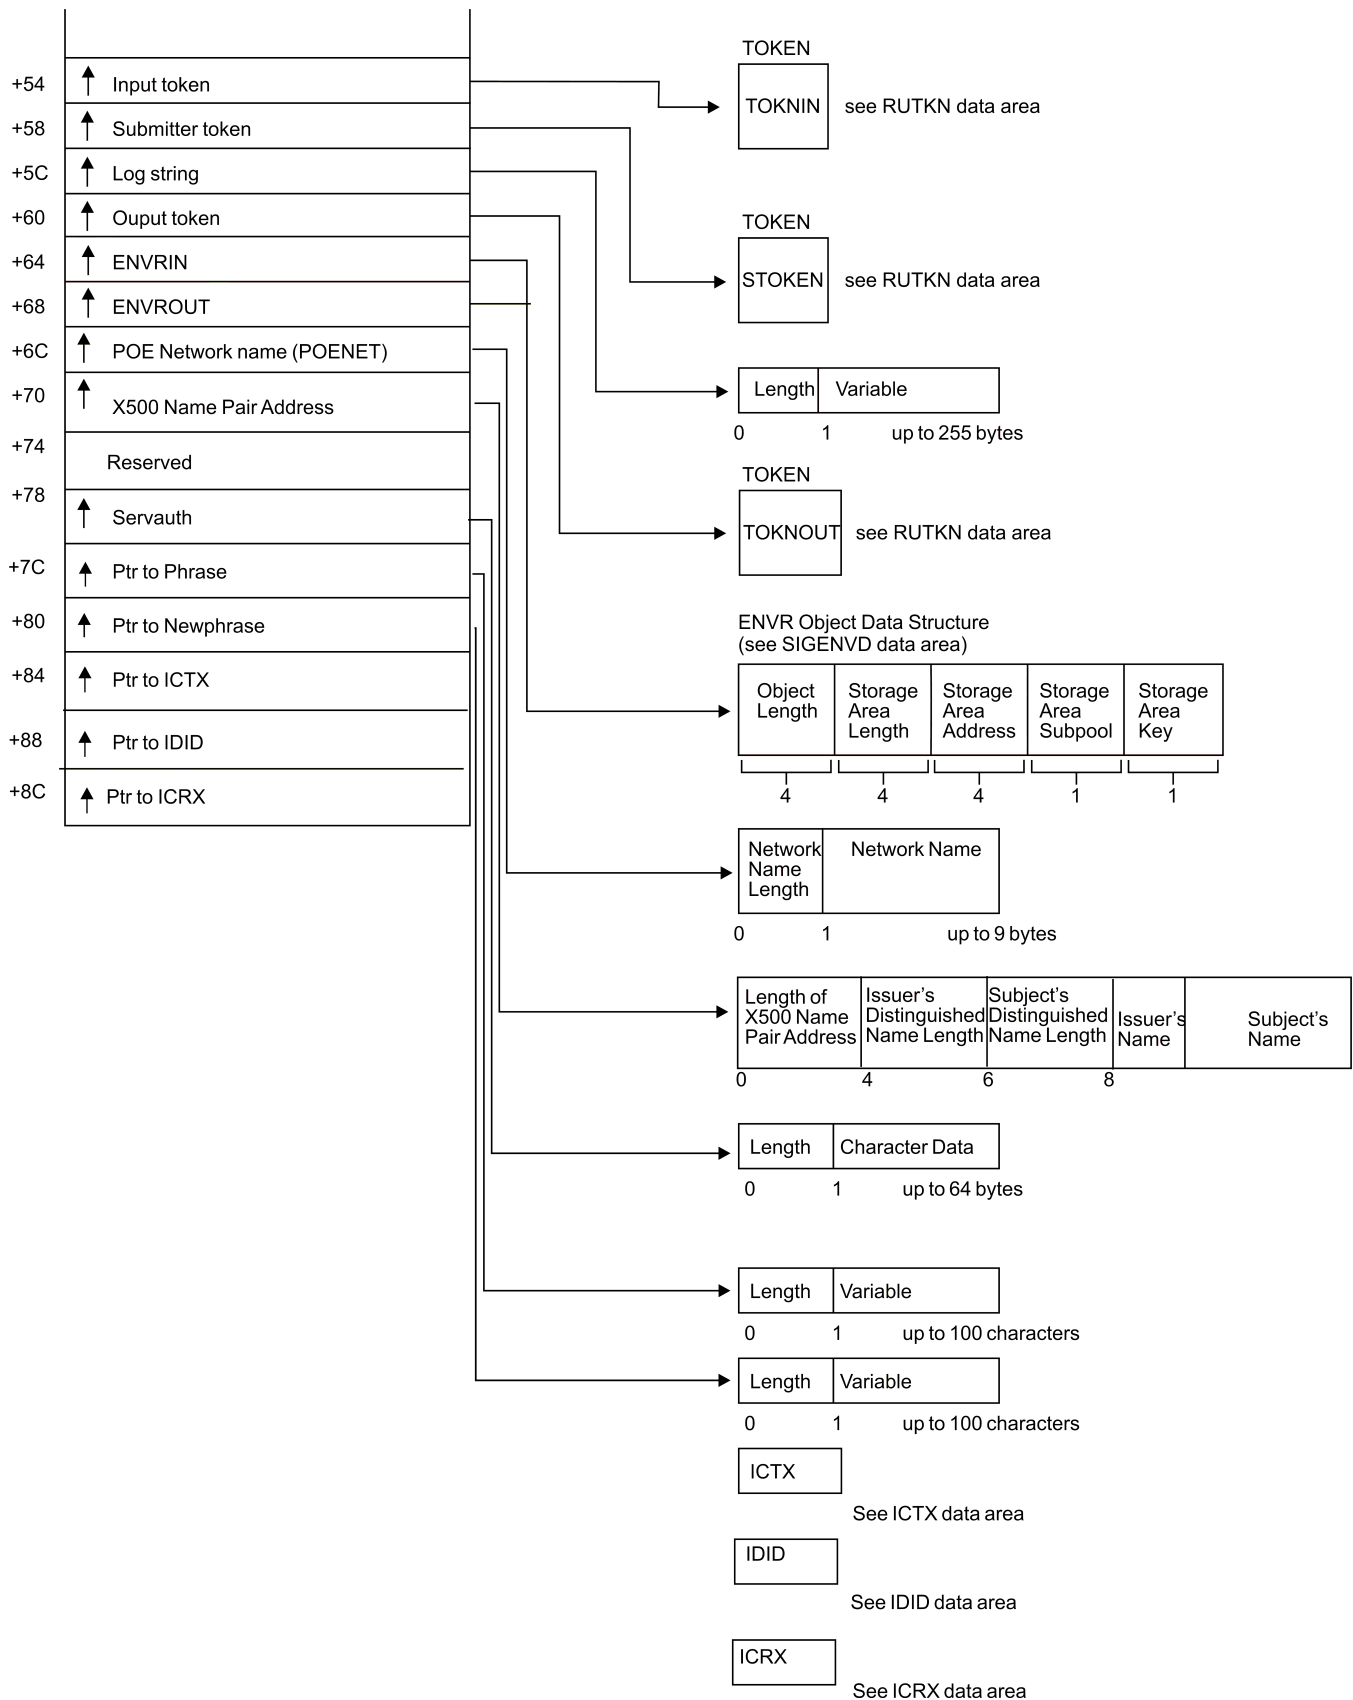 +54 Input token
+58 Submitter token
+5C Log string
+60 Ouput token
+64 ENVRIN
+68 ENVROUT
+6C POE Network name (POENET)
+70 X500 Name Pair Address
+74 Reserved
+78 Servauth
+7C Ptr to Phrase
+80 Ptr to Newphrase
+84 Ptr to ICTX
+88 Ptr to IDID
+8C Ptr to ICRX
TOKEN
TOKNIN see RUTKN data area
TOKEN
STOKEN see RUTKN data area
Length Variable
0 1 up to 255 bytes
TOKEN
TOKNOUT see RUTKN data area
ENVR Object Data Structure
(see SIGENVD data area)
Object Storage Storage Storage Storage
Length Area Area Area Area
Length Address Subpool Key
4 4 4 1 1
Network Network Name
Name
Length
0 1 up to 9 bytes
Length of Issuer's Subject's
X500 Name Distinguished Distinguished Issuer's Subject's
Pair Address Name Length Name Length Name Name
0 4 6 8
Length Character Data
0 1 up to 64 bytes
Length Variable
0 1 up to 100 characters
Length Variable
0 1 up to 100 characters
ICTX
See ICTX data area
IDID
See IDID data area
ICRX
See ICRX data area